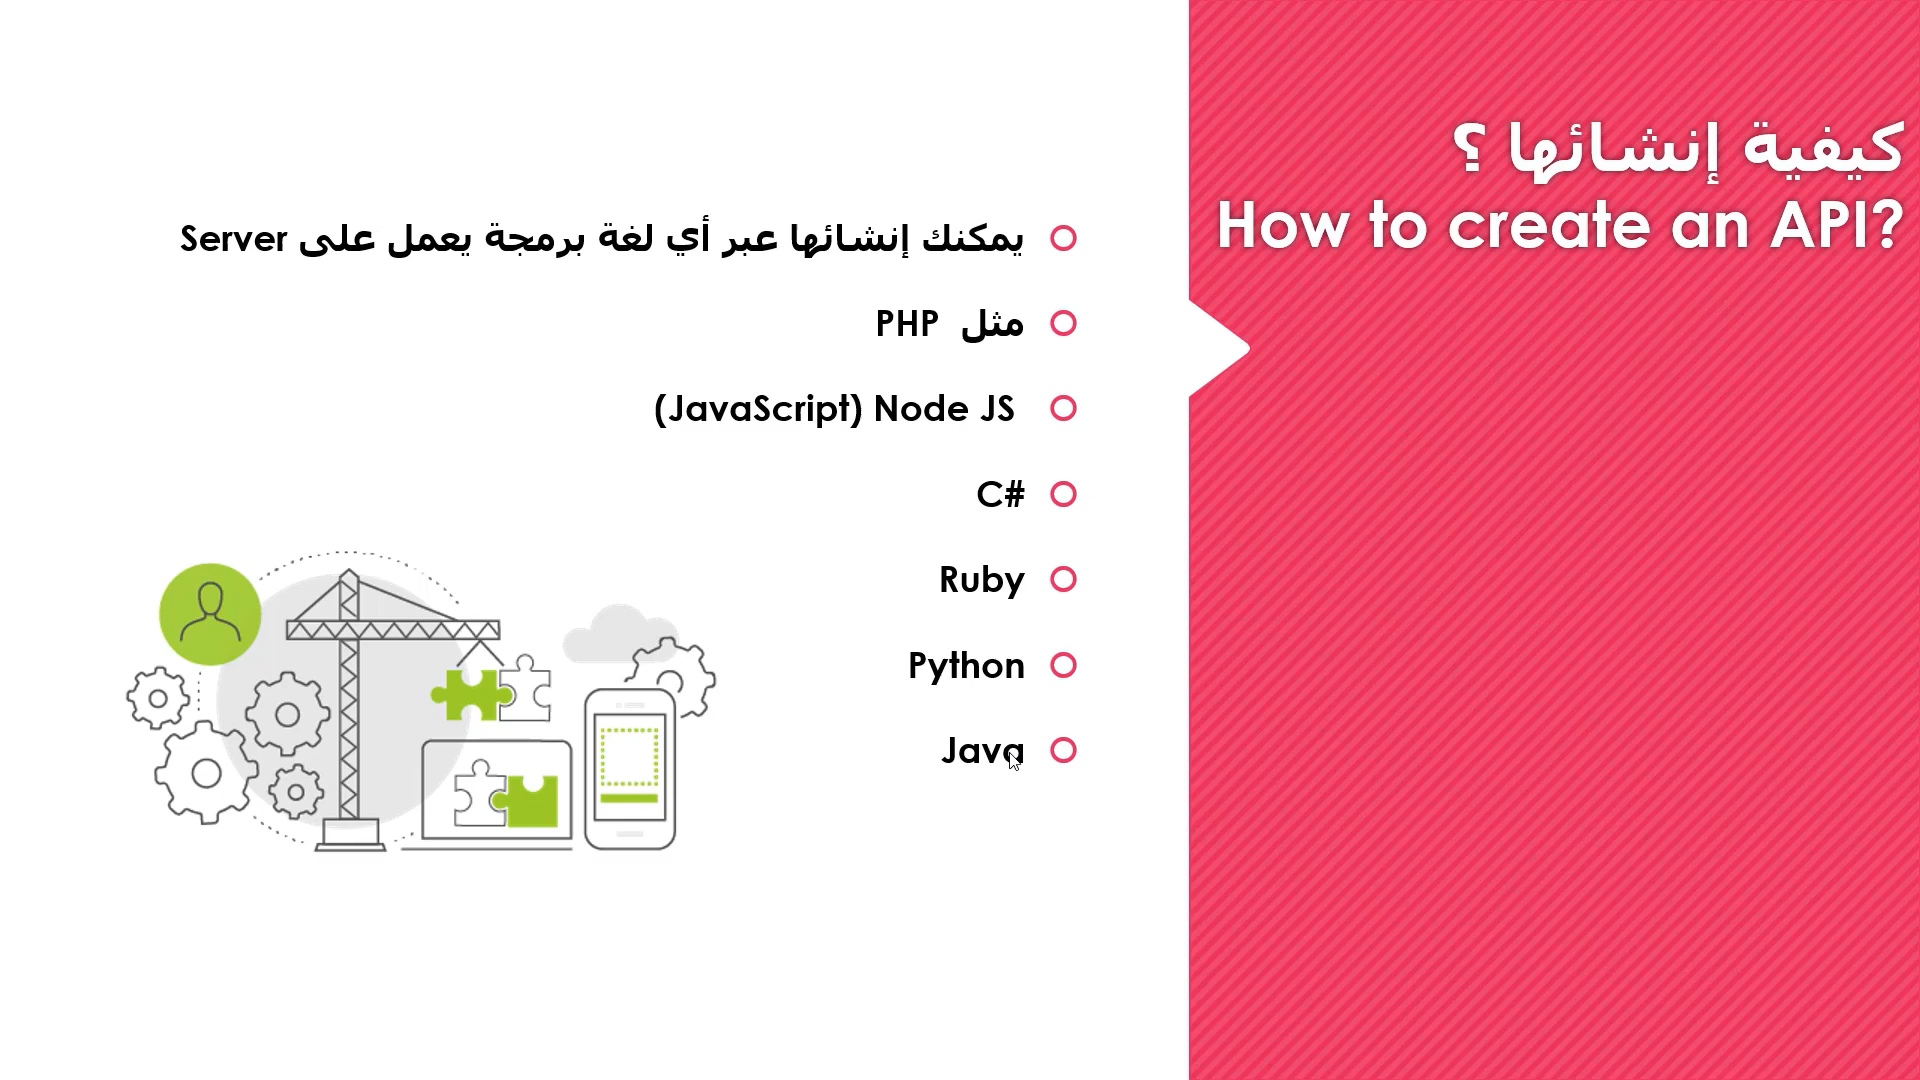 كيفية إنشائها ؟
How to create an API?
يمكنك إنشائها عبر أي لغة برمجة يعمل على Server
مثل PHP
(JavaScript) Node JS
C#
Ruby
Python
Java